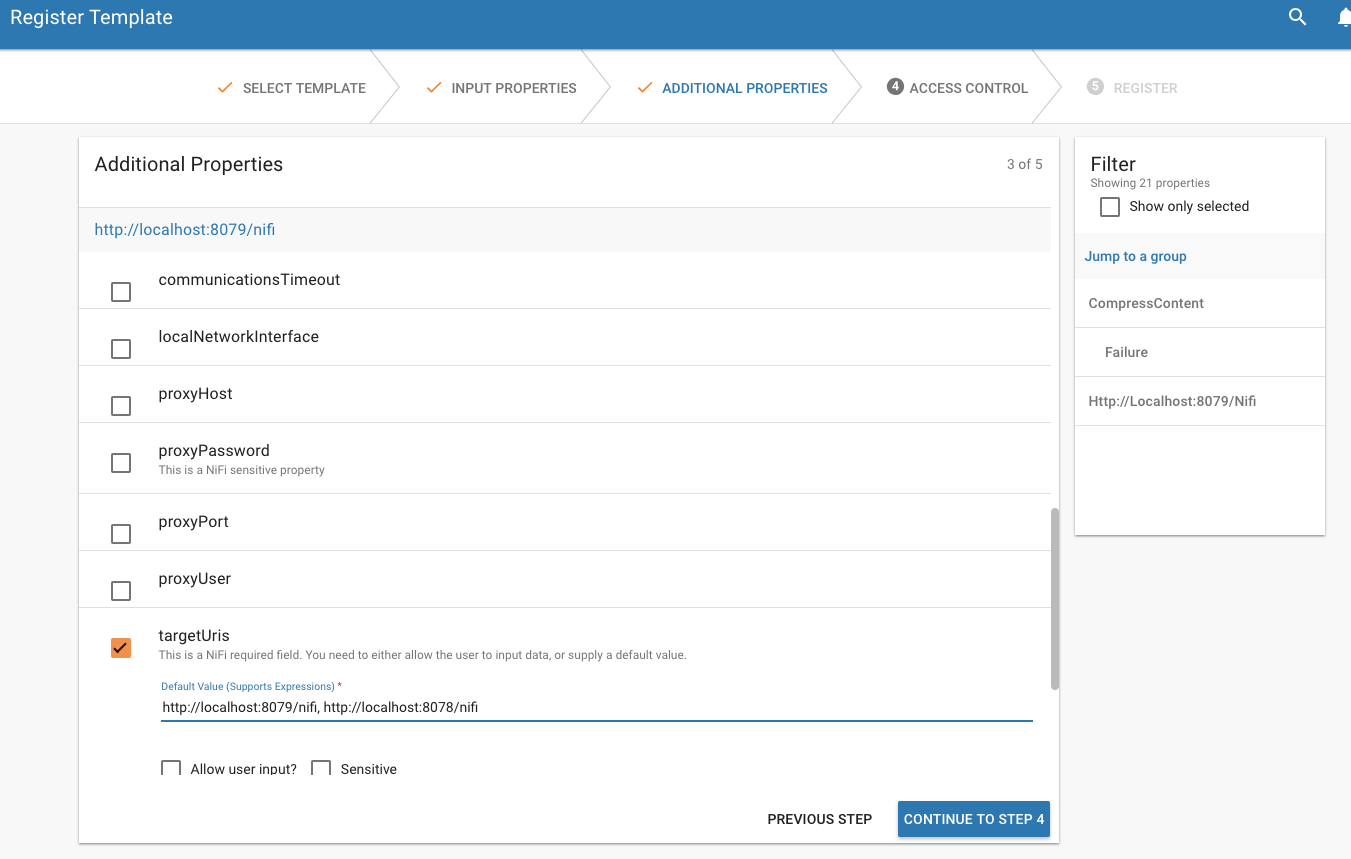 Register Template
SELECT TEMPLATE
INPUT PROPERTIES
ADDITIONAL PROPERTIES
4 ACCESS CONTROL
5 REGISTER
Additional Properties
3 of 5
http://localhost:8079/nifi
communicationsTimeout
localNetworkInterface
proxyHost
proxyPassword
This is a NiFi sensitive property
proxyPort
proxyUser
targetUris
This is a NiFi required field. You need to either allow the user to input data, or supply a default value.
Default Value (Supports Expressions) *
http://localhost:8079/nifi, http://localhost:8078/nifi
Allow user input?
Sensitive
PREVIOUS STEP
CONTINUE TO STEP 4
Filter
Showing 21 properties
Show only selected
Jump to a group
CompressContent
Failure
Http://Localhost:8079/Nifi